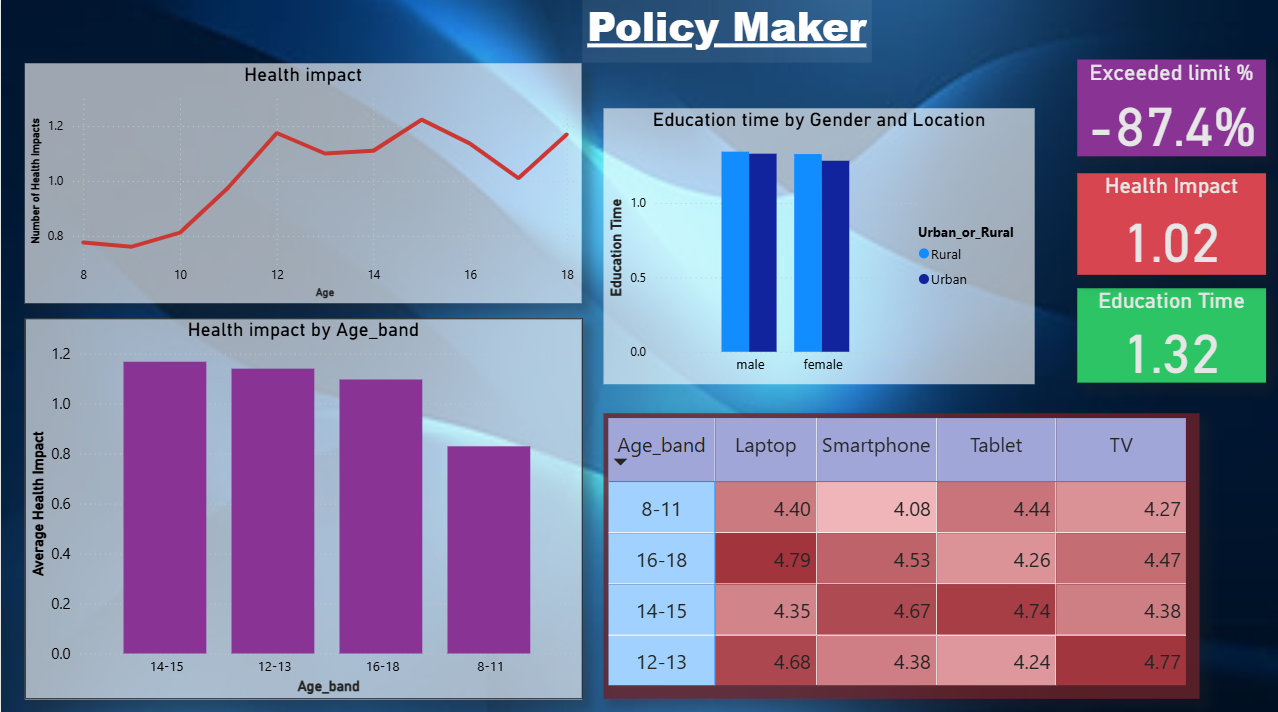 Policy Maker
Health impact
Number of Health Impacts
1.2
1.0
0.8
8 10 12 14 16 18
Age
Education time by Gender and Location
Education Time
1.0
0.5
0.0
male female
Urban_or_Rural
Rural
Urban
Exceeded limit %
-87.4%
Health Impact
1.02
Education Time
1.32
Health impact by Age_band
Average Health Impact
1.2
1.0
0.8
0.6
0.4
0.2
0.0
14-15 12-13 16-18 8-11
Age_band
Age_band Laptop Smartphone Tablet TV
8-11 4.40 4.08 4.44 4.27
16-18 4.79 4.53 4.26 4.47
14-15 4.35 4.67 4.74 4.38
12-13 4.68 4.38 4.24 4.77